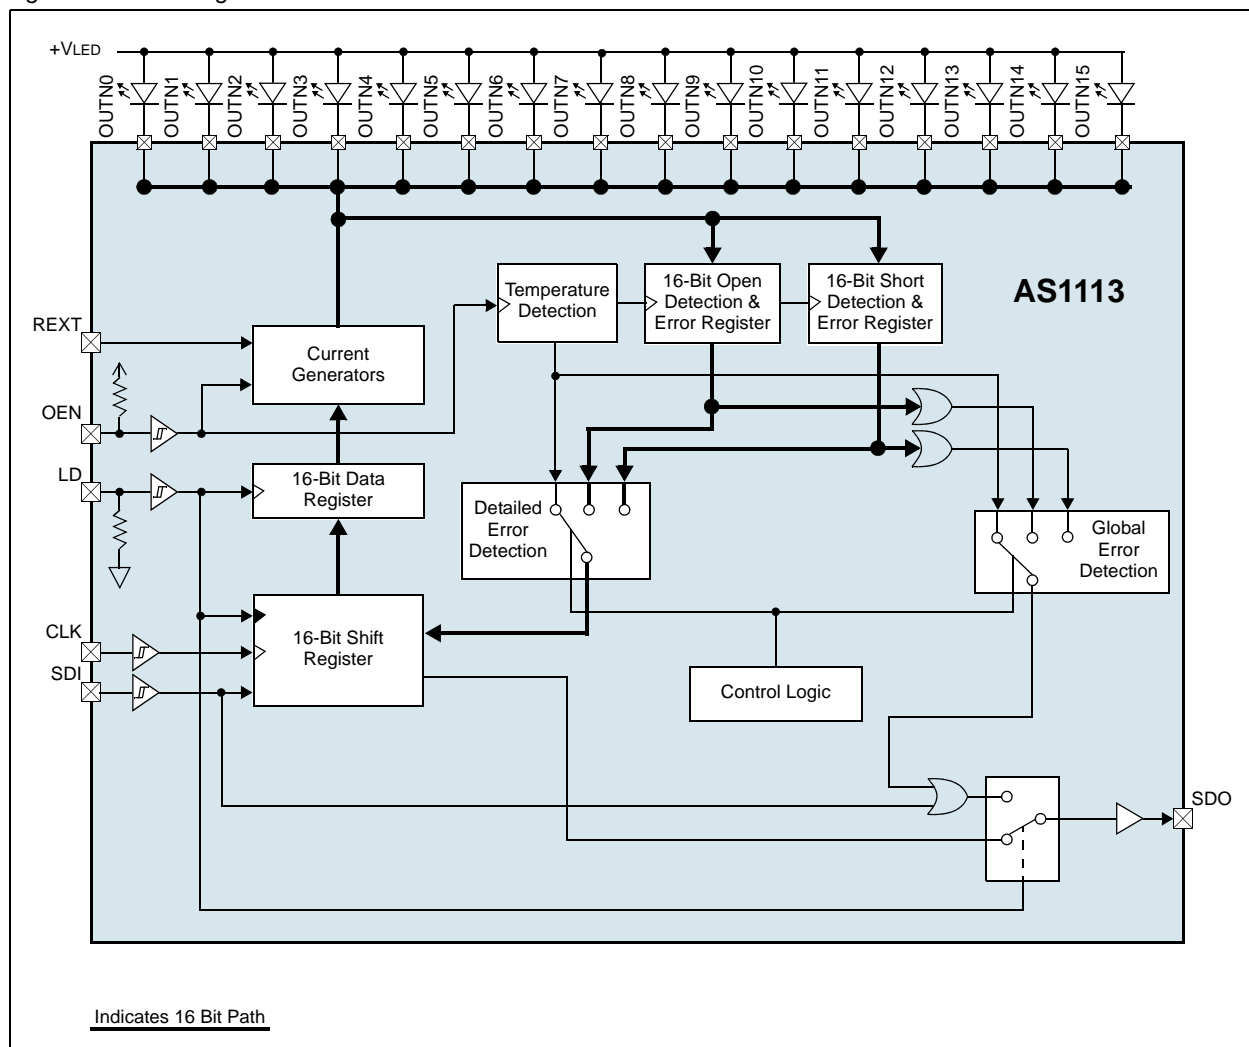 +VLED
OUTN0
OUTN1
OUTN2
OUTN3
OUTN4
OUTN5
OUTN6
OUTN7
OUTN8
OUTN9
OUTN10
OUTN11
OUTN12
OUTN13
OUTN14
OUTN15
AS1113
Temperature
Detection
16-Bit Open
Detection &
Error Register
16-Bit Short
Detection &
Error Register
REXT
Current
Generators
OEN
LD
16-Bit Data
Register
Detailed
Error
Detection
Global
Error
Detection
CLK
SDI
16-Bit Shift
Register
Control Logic
SDO
Indicates 16 Bit Path